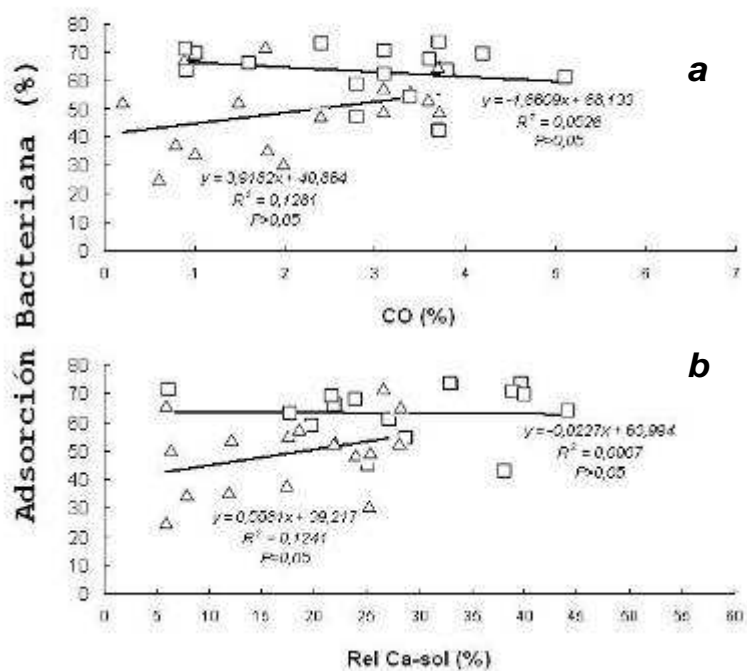 Adsorción Bacteriana (%)
80
70
60
50
40
30
20
10
0
a
y = -1,6609x + 68,133
R² = 0,0526
P>0,05
y = 3,9182x + 40,864
R² = 0,1281
P>0,05
0 1 2 3 4 5 6 7
CO (%)
80
70
60
50
40
30
20
10
0
b
y = -0,0227x + 63,994
R² = 0,0007
P>0,05
y = 0,5581x + 39,217
R² = 0,1241
P=0,05
0 5 10 15 20 25 30 35 40 45 50 55 60
Rel Ca-sol (%)